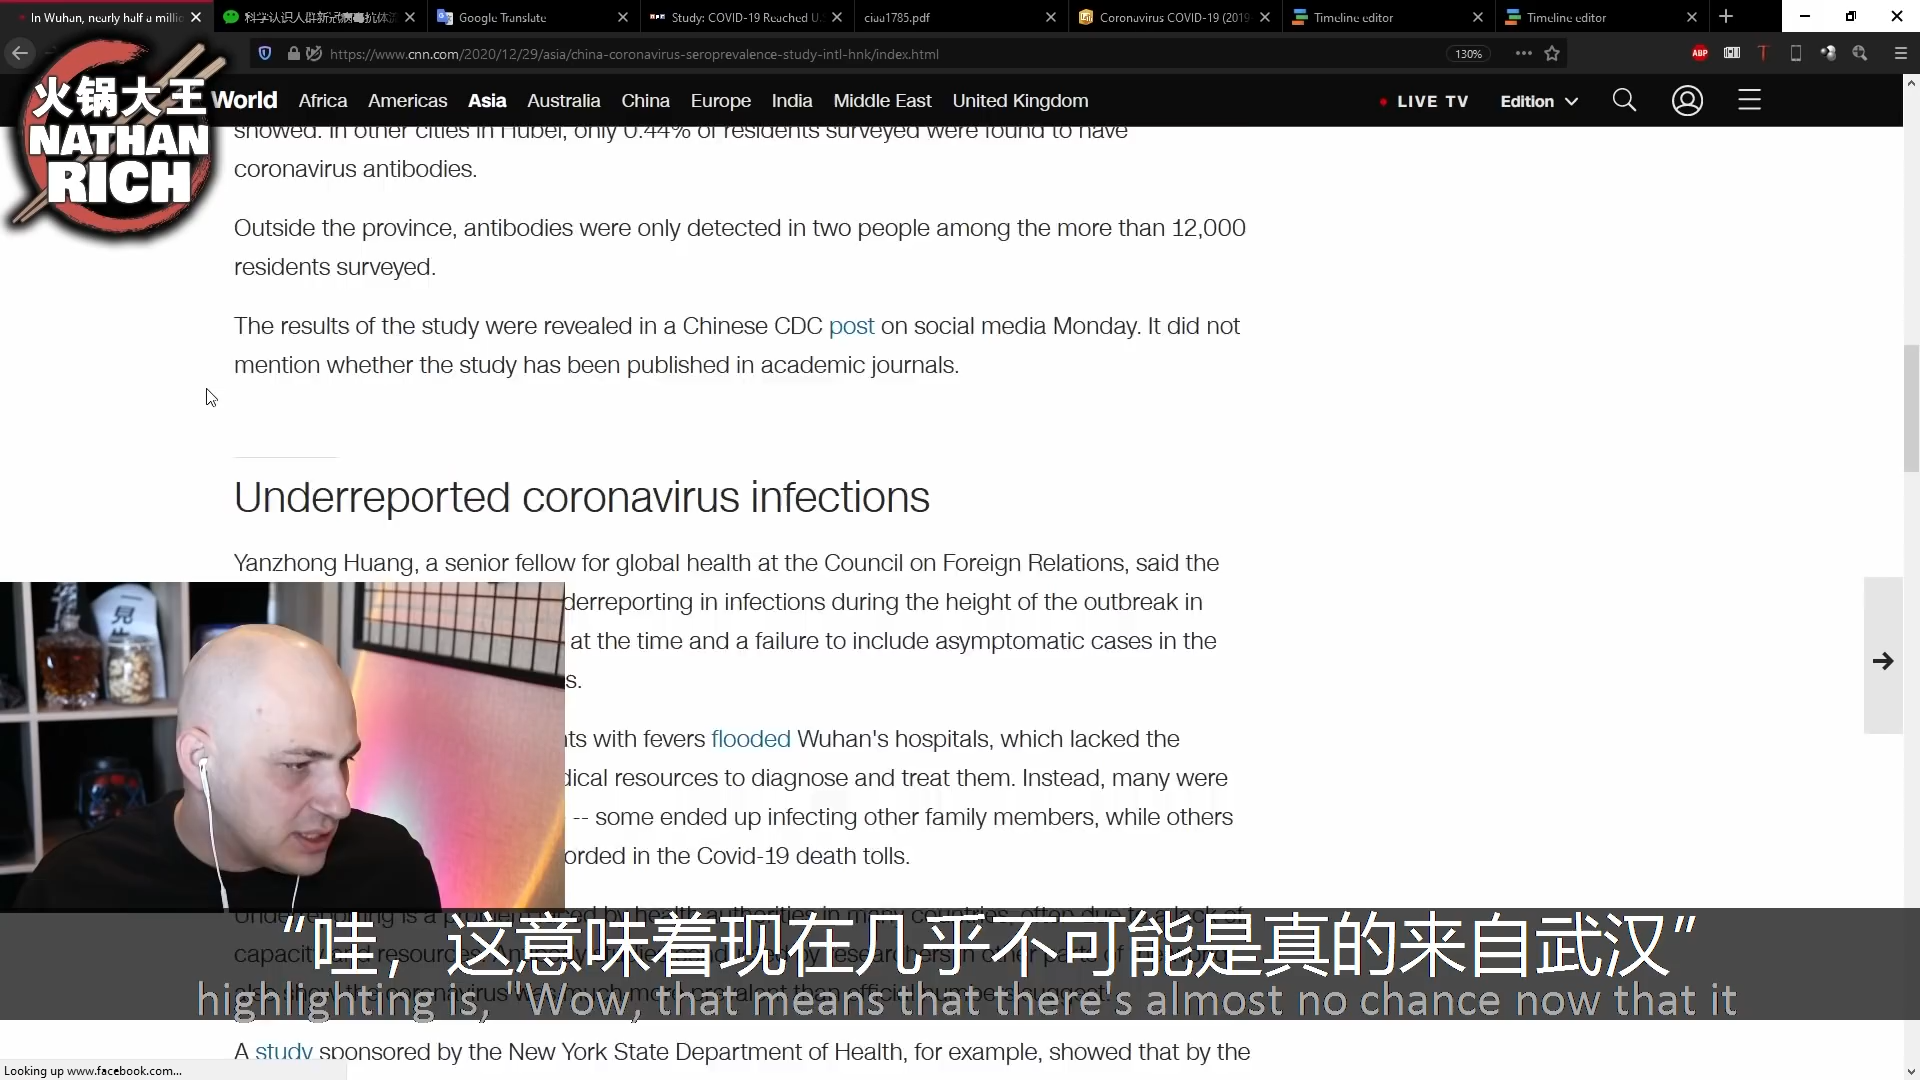 In Wuhan, nearly half a millio
科学认识人群新冠病毒抗体流
Google Translate
Study: COVID-19 Reached U.S
ciaa1785.pdf
Coronavirus COVID-19 (2019
Timeline editor
Timeline editor
https://www.cnn.com/2020/12/29/asia/china-coronavirus-seroprevalence-study-intl-hnk/index.html
130%
ABP
火锅大王
NATHAN
RICH
World Africa Americas Asia Australia China Europe India Middle East United Kingdom
LIVE TV Edition
showed. In other cities in Hubei, only 0.44% of residents surveyed were found to have
coronavirus antibodies.
Outside the province, antibodies were only detected in two people among the more than 12,000
residents surveyed.
The results of the study were revealed in a Chinese CDC post on social media Monday. It did not
mention whether the study has been published in academic journals.
Underreported coronavirus infections
Yanzhong Huang, a senior fellow for global health at the Council on Foreign Relations, said the
derreporting in infections during the height of the outbreak in
at the time and a failure to include asymptomatic cases in the
s.
ts with fevers flooded Wuhan's hospitals, which lacked the
dical resources to diagnose and treat them. Instead, many were
-- some ended up infecting other family members, while others
orded in the Covid-19 death tolls.
“哇，这意味着现在几乎不可能是真的来自武汉”
highlighting is, "Wow, that means that there's almost no chance now that it
A study sponsored by the New York State Department of Health, for example, showed that by the
Looking up www.facebook.com...